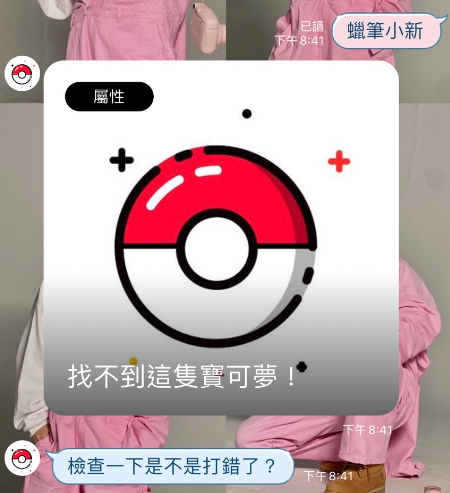 已讀
下午 8:41
蠟筆小新
屬性
找不到這隻寶可夢！
下午 8:41
檢查一下是不是打錯了？
下午 8:41